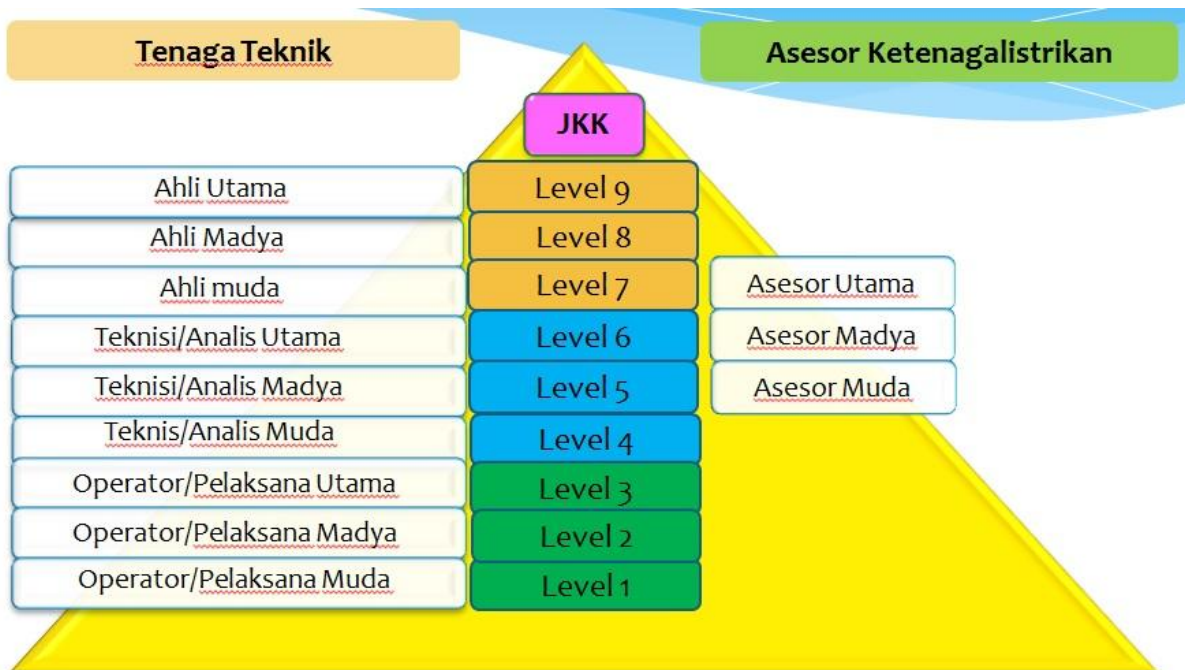 Tenaga Teknik
Asesor Ketenagalistrikan
JKK
Ahli Utama
Level 9
Ahli Madya
Level 8
Ahli muda
Level 7
Asesor Utama
Teknisi/Analis Utama
Level 6
Asesor Madya
Teknisi/Analis Madya
Level 5
Asesor Muda
Teknis/Analis Muda
Level 4
Operator/Pelaksana Utama
Level 3
Operator/Pelaksana Madya
Level 2
Operator/Pelaksana Muda
Level 1